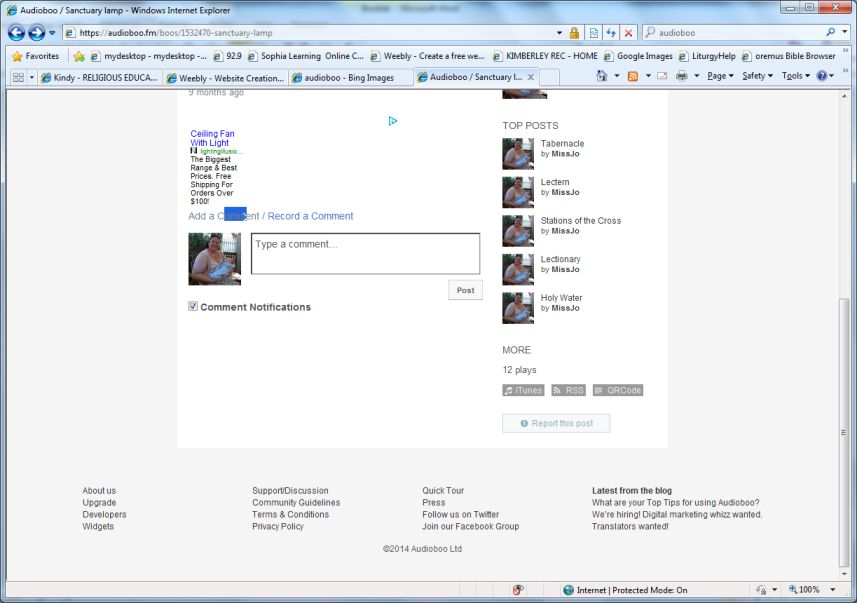 Audioboo / Sanctuary lamp - Windows Internet Explorer
https://audioboo.fm/boos/1532470-sanctuary-lamp
audioboo
Favorites
mydesktop - mydesktop -...
92.9
Sophia Learning Online C...
Weebly - Create a free we...
KIMBERLEY REC - HOME
Google Images
LiturgyHelp
oremus Bible Browser
Kindy - RELIGIOUS EDUCA...
Weebly - Website Creation...
audioboo - Bing Images
Audioboo / Sanctuary l...
Page
Safety
Tools
9 months ago
Ceiling Fan
With Light
lightingillusio...
The Biggest
Range & Best
Prices. Free
Shipping For
Orders Over
$100!
Add a Comment / Record a Comment
Type a comment...
Post
Comment Notifications
TOP POSTS
Tabernacle
by MissJo
Lectern
by MissJo
Stations of the Cross
by MissJo
Lectionary
by MissJo
Holy Water
by MissJo
MORE
12 plays
iTunes
RSS
QRCode
Report this post
About us
Upgrade
Developers
Widgets
Support/Discussion
Community Guidelines
Terms & Conditions
Privacy Policy
Quick Tour
Press
Follow us on Twitter
Join our Facebook Group
Latest from the blog
What are your Top Tips for using Audioboo?
We're hiring! Digital marketing whizz wanted.
Translators wanted!
©2014 Audioboo Ltd
Internet | Protected Mode: On
100%